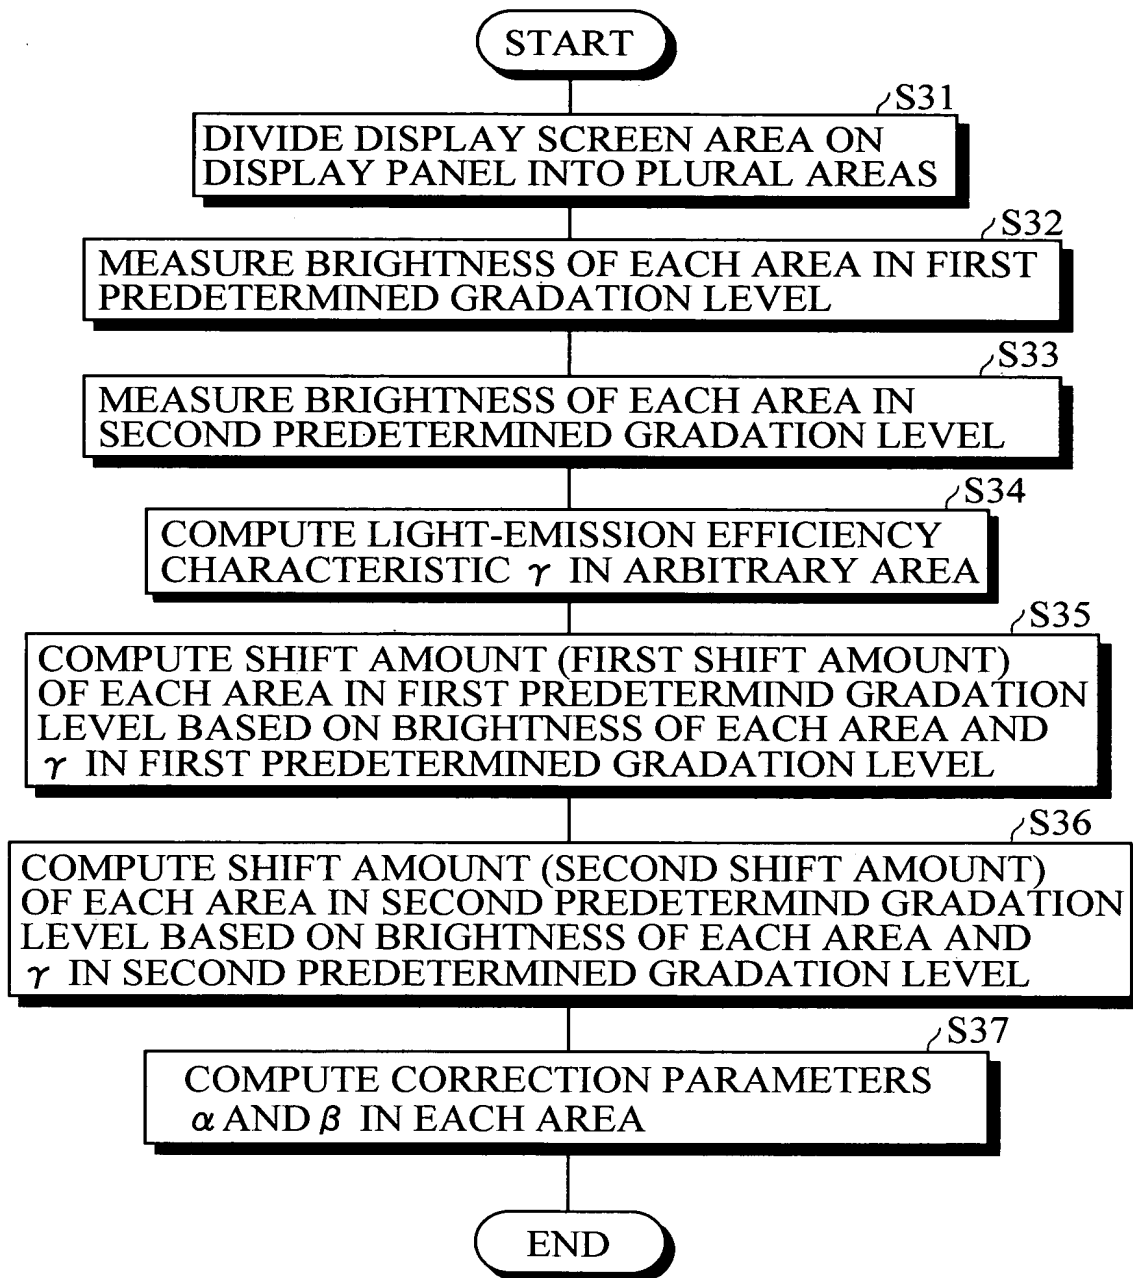 START
S31
DIVIDE DISPLAY SCREEN AREA ON
DISPLAY PANEL INTO PLURAL AREAS
S32
MEASURE BRIGHTNESS OF EACH AREA IN FIRST
PREDETERMINED GRADATION LEVEL
S33
MEASURE BRIGHTNESS OF EACH AREA IN
SECOND PREDETERMINED GRADATION LEVEL
S34
COMPUTE LIGHT-EMISSION EFFICIENCY
CHARACTERISTIC γ IN ARBITRARY AREA
S35
COMPUTE SHIFT AMOUNT (FIRST SHIFT AMOUNT)
OF EACH AREA IN FIRST PREDETERMIND GRADATION
LEVEL BASED ON BRIGHTNESS OF EACH AREA AND
γ IN FIRST PREDETERMINED GRADATION LEVEL
S36
COMPUTE SHIFT AMOUNT (SECOND SHIFT AMOUNT)
OF EACH AREA IN SECOND PREDETERMIND GRADATION
LEVEL BASED ON BRIGHTNESS OF EACH AREA AND
γ IN SECOND PREDETERMINED GRADATION LEVEL
S37
COMPUTE CORRECTION PARAMETERS
α AND β IN EACH AREA
END